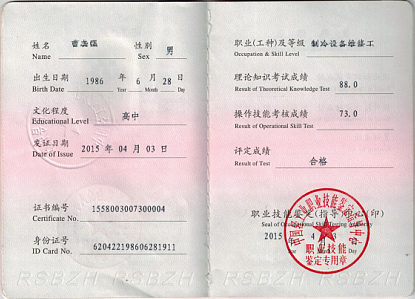 姓名 曹 性别 男
Name Sex
出生日期 1986 年 6 月 28 日
Birth Date Year Month Day
文化程度 高中
Educational Level
发证日期 2015 年 04 月 03 日
Date of Issue
证书编号 1558003007300004
Certificate No.
身份证号 620422198606281911
ID Card No.
职业(工种)及等级 制冷设备维修工
Occupation & Skill Level
理论知识考试成绩 88.0
Result of Theoretical Knowledge Test
操作技能考核成绩 73.0
Result of Operational Skill Test
评定成绩 合格
Result of Test
职业技能鉴定(指导)中心(印)
Seal of Occupational Skill Testing Authority
2015 年 4 3
职业技能
鉴定专用章
RSBZH RSBZH RSBZH RSBZH